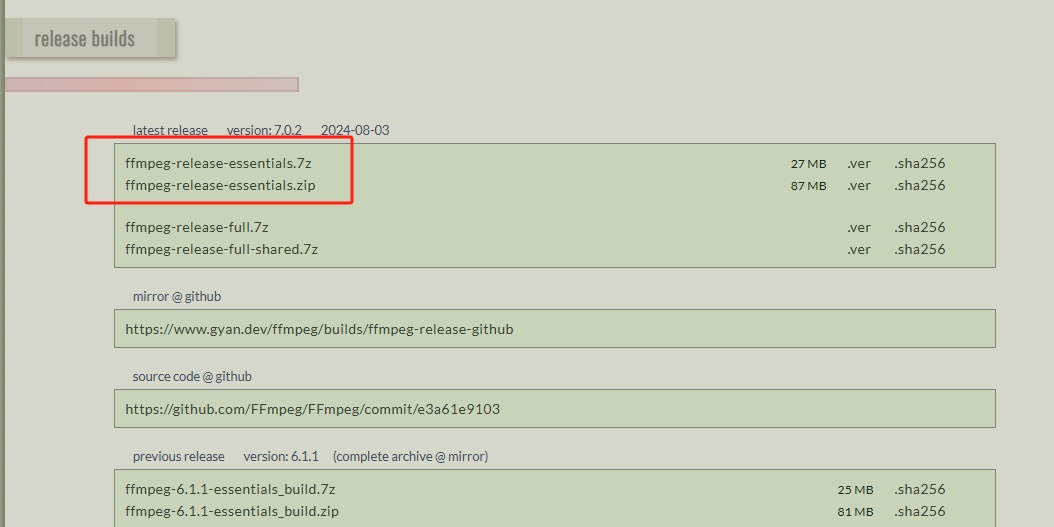 release builds
latest release version: 7.0.2 2024-08-03
ffmpeg-release-essentials.7z 27 MB .ver .sha256
ffmpeg-release-essentials.zip 87 MB .ver .sha256
ffmpeg-release-full.7z .ver .sha256
ffmpeg-release-full-shared.7z .ver .sha256
mirror @ github
https://www.gyan.dev/ffmpeg/builds/ffmpeg-release-github
source code @ github
https://github.com/FFmpeg/FFmpeg/commit/e3a61e9103
previous release version: 6.1.1 (complete archive @ mirror)
ffmpeg-6.1.1-essentials_build.7z 25 MB .sha256
ffmpeg-6.1.1-essentials_build.zip 81 MB .sha256